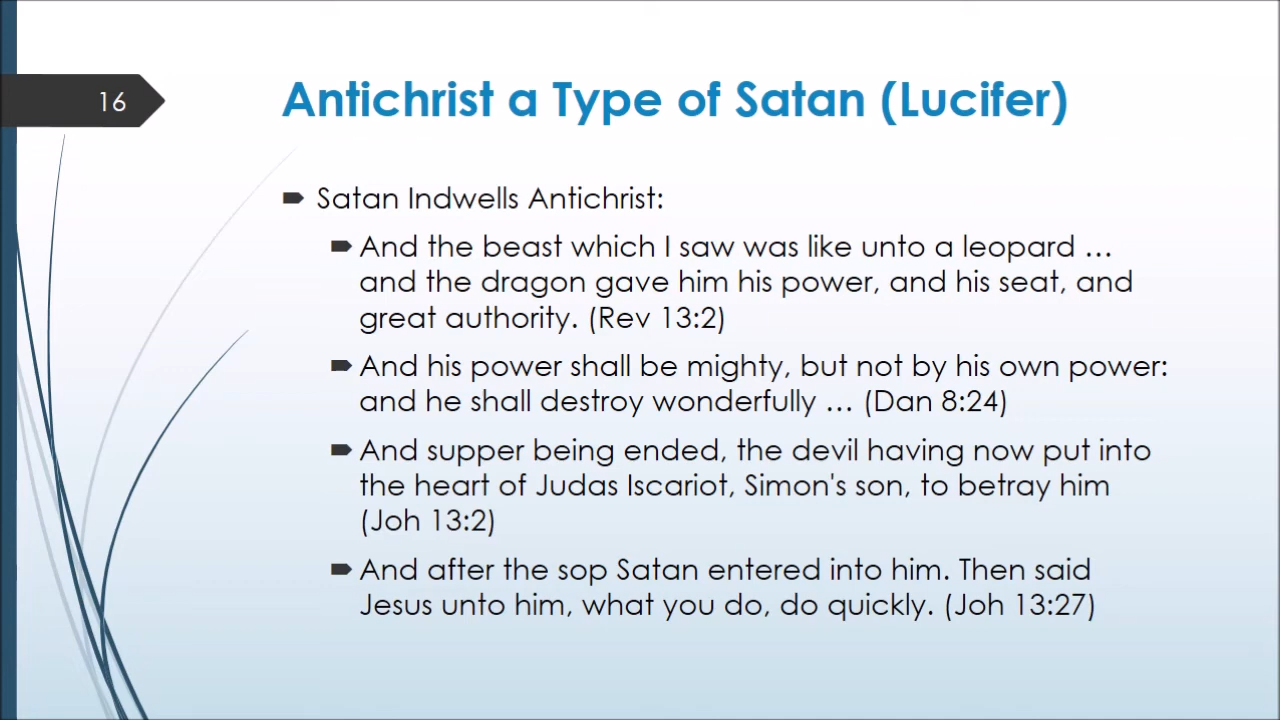 16
Antichrist a Type of Satan (Lucifer)
Satan Indwells Antichrist:
And the beast which I saw was like unto a leopard …
and the dragon gave him his power, and his seat, and
great authority. (Rev 13:2)
And his power shall be mighty, but not by his own power:
and he shall destroy wonderfully … (Dan 8:24)
And supper being ended, the devil having now put into
the heart of Judas Iscariot, Simon's son, to betray him
(Joh 13:2)
And after the sop Satan entered into him. Then said
Jesus unto him, what you do, do quickly. (Joh 13:27)